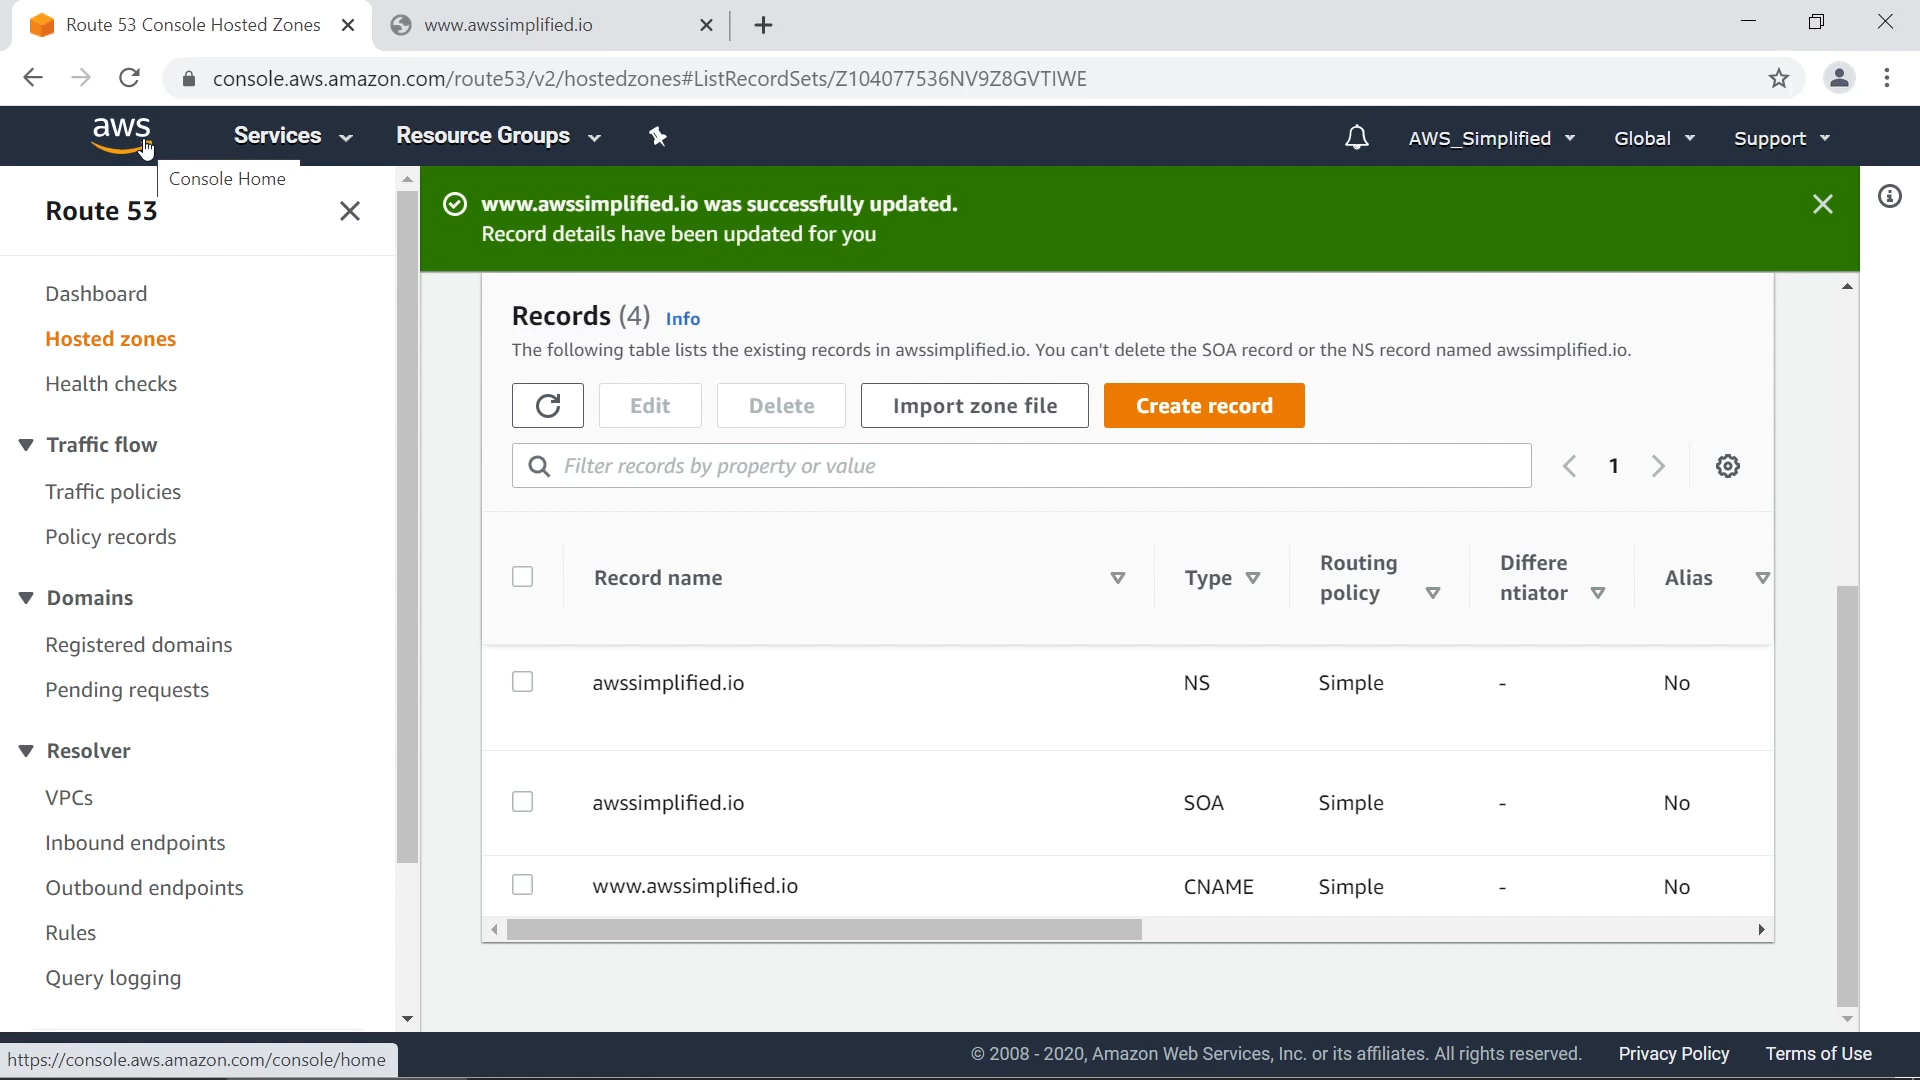 Route 53 Console Hosted Zones
www.awssimplified.io
console.aws.amazon.com/route53/v2/hostedzones#ListRecordSets/Z104077536NV9Z8GVTIWE
aws
Services
Resource Groups
AWS_Simplified
Global
Support
Console Home
Route 53
Dashboard
Hosted zones
Health checks
Traffic flow
Traffic policies
Policy records
Domains
Registered domains
Pending requests
Resolver
VPCs
Inbound endpoints
Outbound endpoints
Rules
Query logging
www.awssimplified.io was successfully updated.
Record details have been updated for you
Records (4) Info
The following table lists the existing records in awssimplified.io. You can't delete the SOA record or the NS record named awssimplified.io.
Edit
Delete
Import zone file
Create record
Filter records by property or value
1
Record name
Type
Routing
policy
Differe
ntiator
Alias
awssimplified.io NS Simple - No
awssimplified.io SOA Simple - No
www.awssimplified.io CNAME Simple - No
https://console.aws.amazon.com/console/home
© 2008 - 2020, Amazon Web Services, Inc. or its affiliates. All rights reserved.
Privacy Policy
Terms of Use